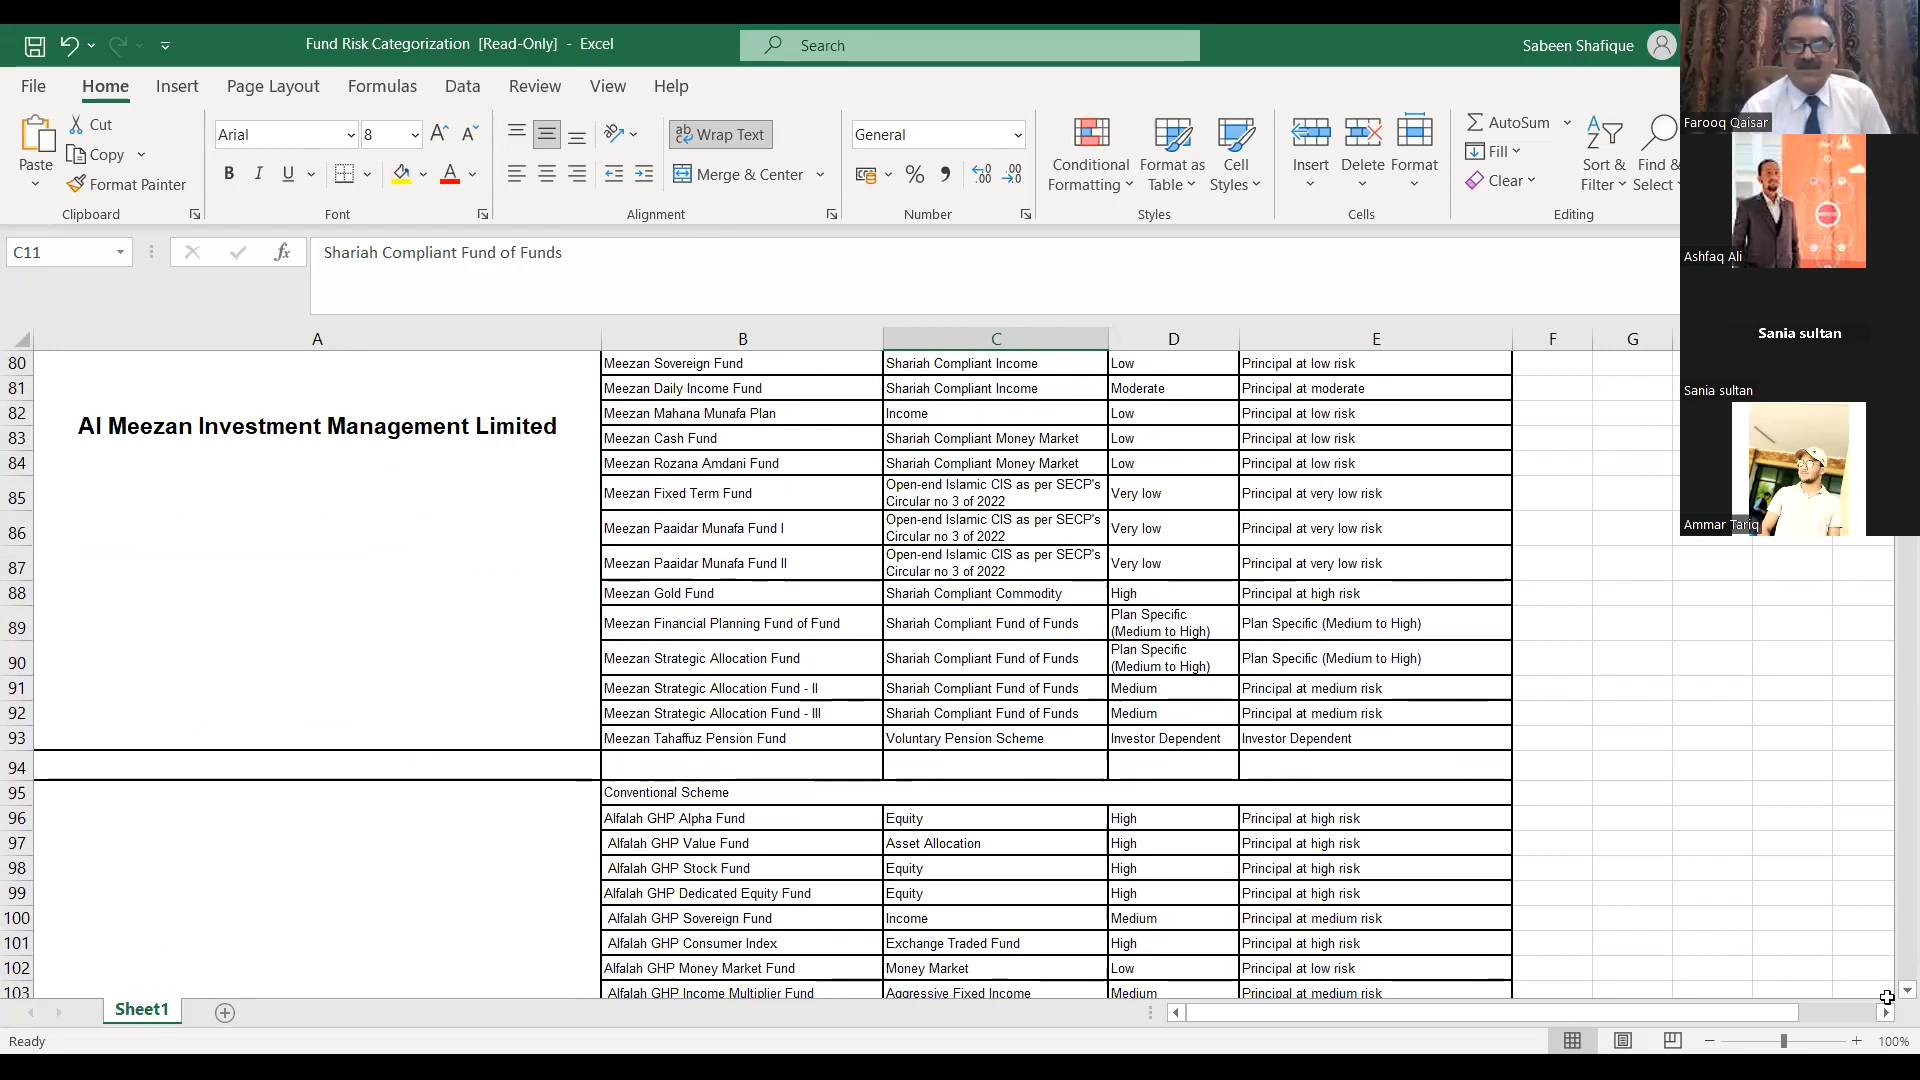 Fund Risk Categorization [Read-Only] - Excel
Search
Sabeen Shafique
File Home Insert Page Layout Formulas Data Review View Help
Paste
Cut
Copy
Format Painter
Clipboard
Arial 8
B I U
Font
Wrap Text
Merge & Center
Alignment
General
Number
Conditional Formatting
Format as Table
Cell Styles
Styles
Insert Delete Format
Cells
AutoSum
Fill
Clear
Sort & Filter
Find & Select
Editing
C11
fx
Shariah Compliant Fund of Funds
A B C D E F G
80 Meezan Sovereign Fund Shariah Compliant Income Low Principal at low risk
81 Meezan Daily Income Fund Shariah Compliant Income Moderate Principal at moderate
82 Meezan Mahana Munafa Plan Income Low Principal at low risk
Al Meezan Investment Management Limited
83 Meezan Cash Fund Shariah Compliant Money Market Low Principal at low risk
84 Meezan Rozana Amdani Fund Shariah Compliant Money Market Low Principal at low risk
85 Meezan Fixed Term Fund Open-end Islamic CIS as per SECP's Circular no 3 of 2022 Very low Principal at very low risk
86 Meezan Paaidar Munafa Fund I Open-end Islamic CIS as per SECP's Circular no 3 of 2022 Very low Principal at very low risk
87 Meezan Paaidar Munafa Fund II Open-end Islamic CIS as per SECP's Circular no 3 of 2022 Very low Principal at very low risk
88 Meezan Gold Fund Shariah Compliant Commodity High Principal at high risk
89 Meezan Financial Planning Fund of Fund Shariah Compliant Fund of Funds Plan Specific (Medium to High) Plan Specific (Medium to High)
90 Meezan Strategic Allocation Fund Shariah Compliant Fund of Funds Plan Specific (Medium to High) Plan Specific (Medium to High)
91 Meezan Strategic Allocation Fund - II Shariah Compliant Fund of Funds Medium Principal at medium risk
92 Meezan Strategic Allocation Fund - III Shariah Compliant Fund of Funds Medium Principal at medium risk
93 Meezan Tahaffuz Pension Fund Voluntary Pension Scheme Investor Dependent Investor Dependent
94
95 Conventional Scheme
96 Alfalah GHP Alpha Fund Equity High Principal at high risk
97 Alfalah GHP Value Fund Asset Allocation High Principal at high risk
98 Alfalah GHP Stock Fund Equity High Principal at high risk
99 Alfalah GHP Dedicated Equity Fund Equity High Principal at high risk
100 Alfalah GHP Sovereign Fund Income Medium Principal at medium risk
101 Alfalah GHP Consumer Index Exchange Traded Fund High Principal at high risk
102 Alfalah GHP Money Market Fund Money Market Low Principal at low risk
103 Alfalah GHP Income Multiplier Fund Aggressive Fixed Income Medium Principal at medium risk
Sheet1
Ready
100%
Farooq Qaisar
Ashfaq Ali
Sania sultan
Sania sultan
Ammar Tariq